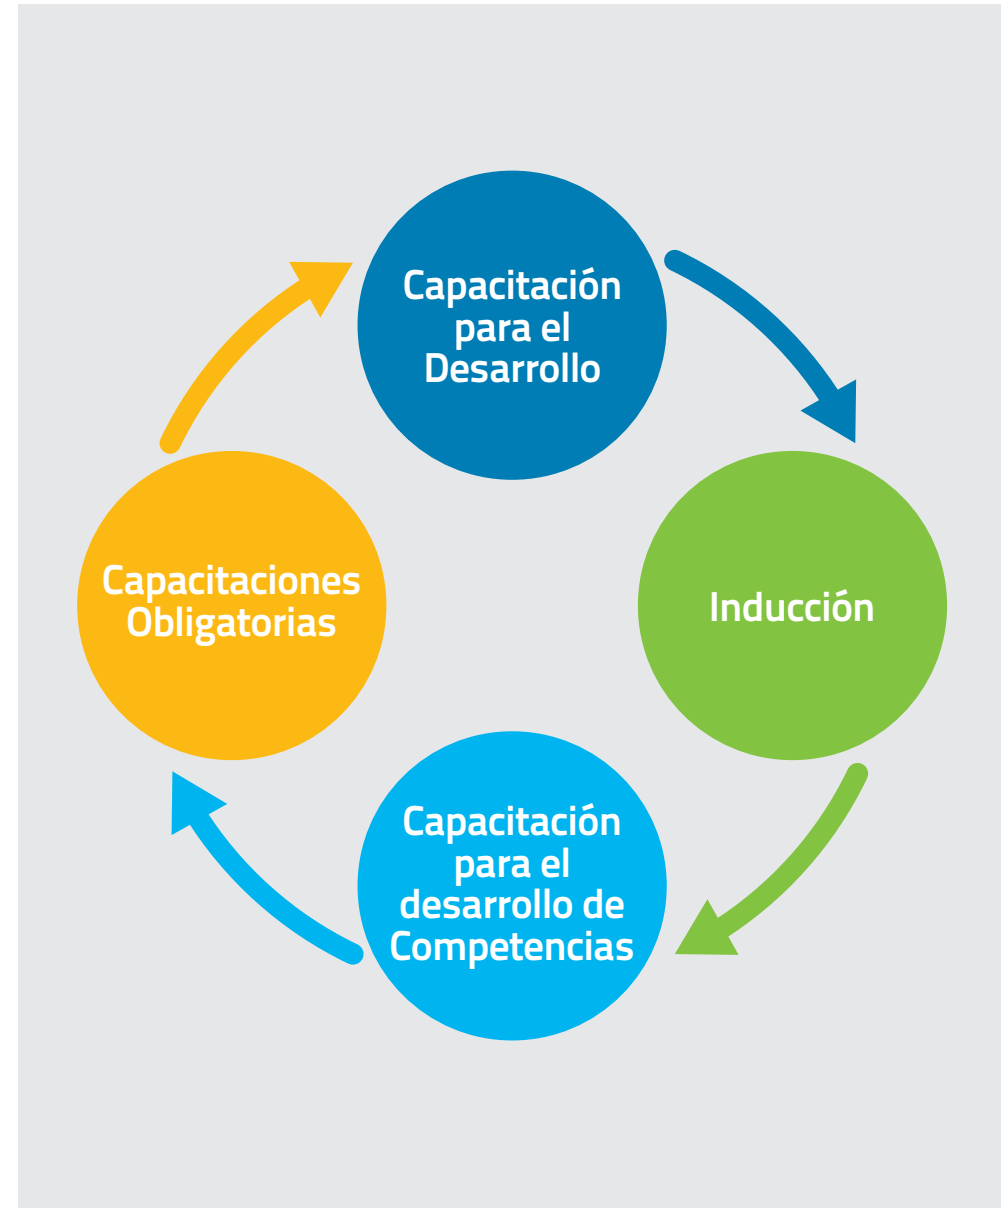 Capacitación
para el
Desarrollo
Capacitaciones
Obligatorias
Inducción
Capacitación
para el
desarrollo de
Competencias